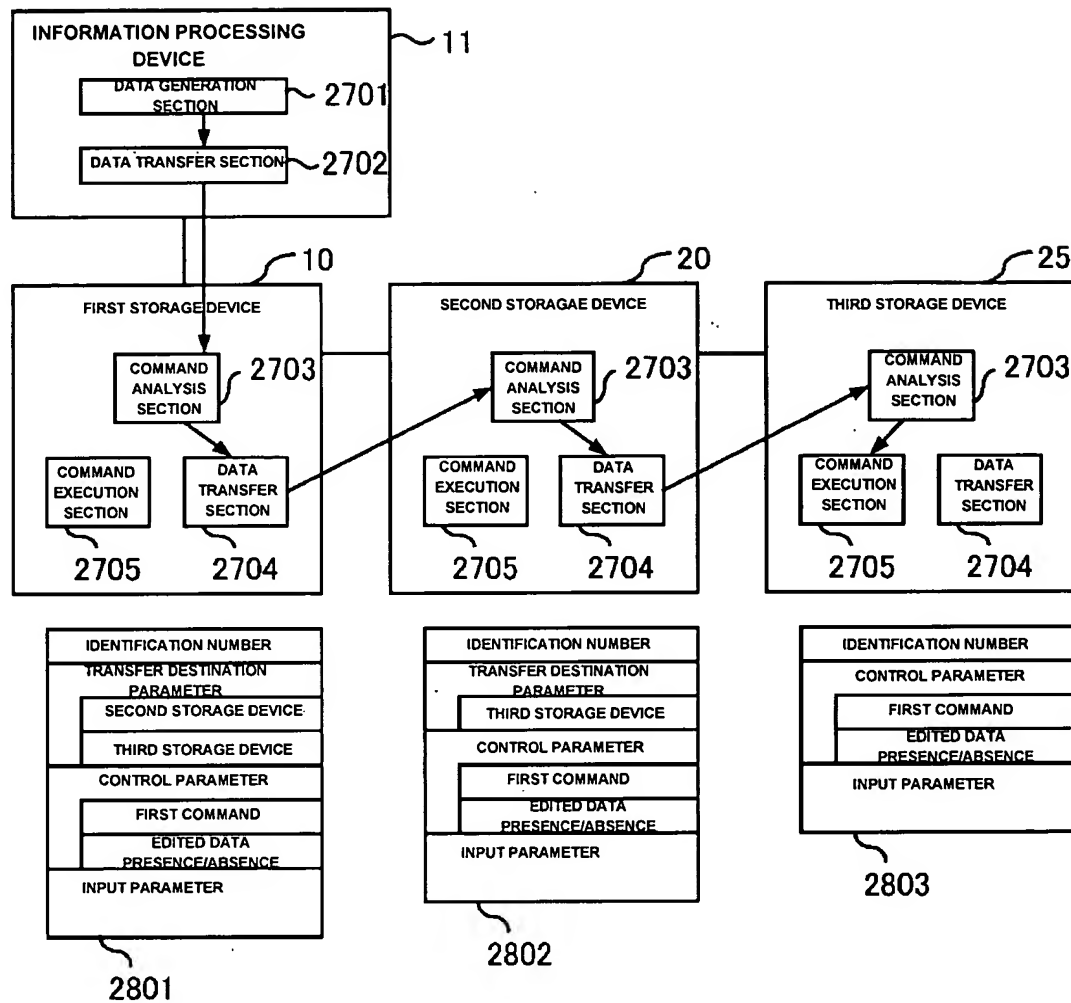 INFORMATION PROCESSING
DEVICE
11
DATA GENERATION
SECTION
2701
DATA TRANSFER SECTION
2702
10
20
25
FIRST STORAGE DEVICE
SECOND STORAGAE DEVICE
THIRD STORAGE DEVICE
COMMAND
ANALYSIS
SECTION
2703
COMMAND
ANALYSIS
SECTION
2703
COMMAND
ANALYSIS
SECTION
2703
COMMAND
EXECUTION
SECTION
DATA
TRANSFER
SECTION
COMMAND
EXECUTION
SECTION
DATA
TRANSFER
SECTION
COMMAND
EXECUTION
SECTION
DATA
TRANSFER
SECTION
2705
2704
2705
2704
2705
2704
IDENTIFICATION NUMBER
TRANSFER DESTINATION
PARAMETER
SECOND STORAGE DEVICE
THIRD STORAGE DEVICE
CONTROL PARAMETER
FIRST COMMAND
EDITED DATA
PRESENCE/ABSENCE
INPUT PARAMETER
2801
IDENTIFICATION NUMBER
TRANSFER DESTINATION
PARAMETER
THIRD STORAGE DEVICE
CONTROL PARAMETER
FIRST COMMAND
EDITED DATA
PRESENCE/ABSENCE
INPUT PARAMETER
2802
IDENTIFICATION NUMBER
CONTROL PARAMETER
FIRST COMMAND
EDITED DATA
PRESENCE/ABSENCE
INPUT PARAMETER
2803